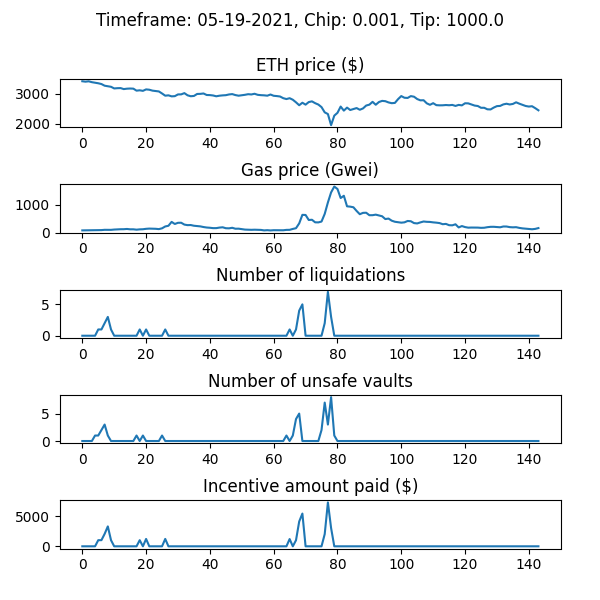 Timeframe: 05-19-2021, Chip: 0.001, Tip: 1000.0
ETH price ($)
3000
2000
0 20 40 60 80 100 120 140
Gas price (Gwei)
1000
0
0 20 40 60 80 100 120 140
Number of liquidations
5
0
0 20 40 60 80 100 120 140
Number of unsafe vaults
5
0
0 20 40 60 80 100 120 140
Incentive amount paid ($)
5000
0
0 20 40 60 80 100 120 140